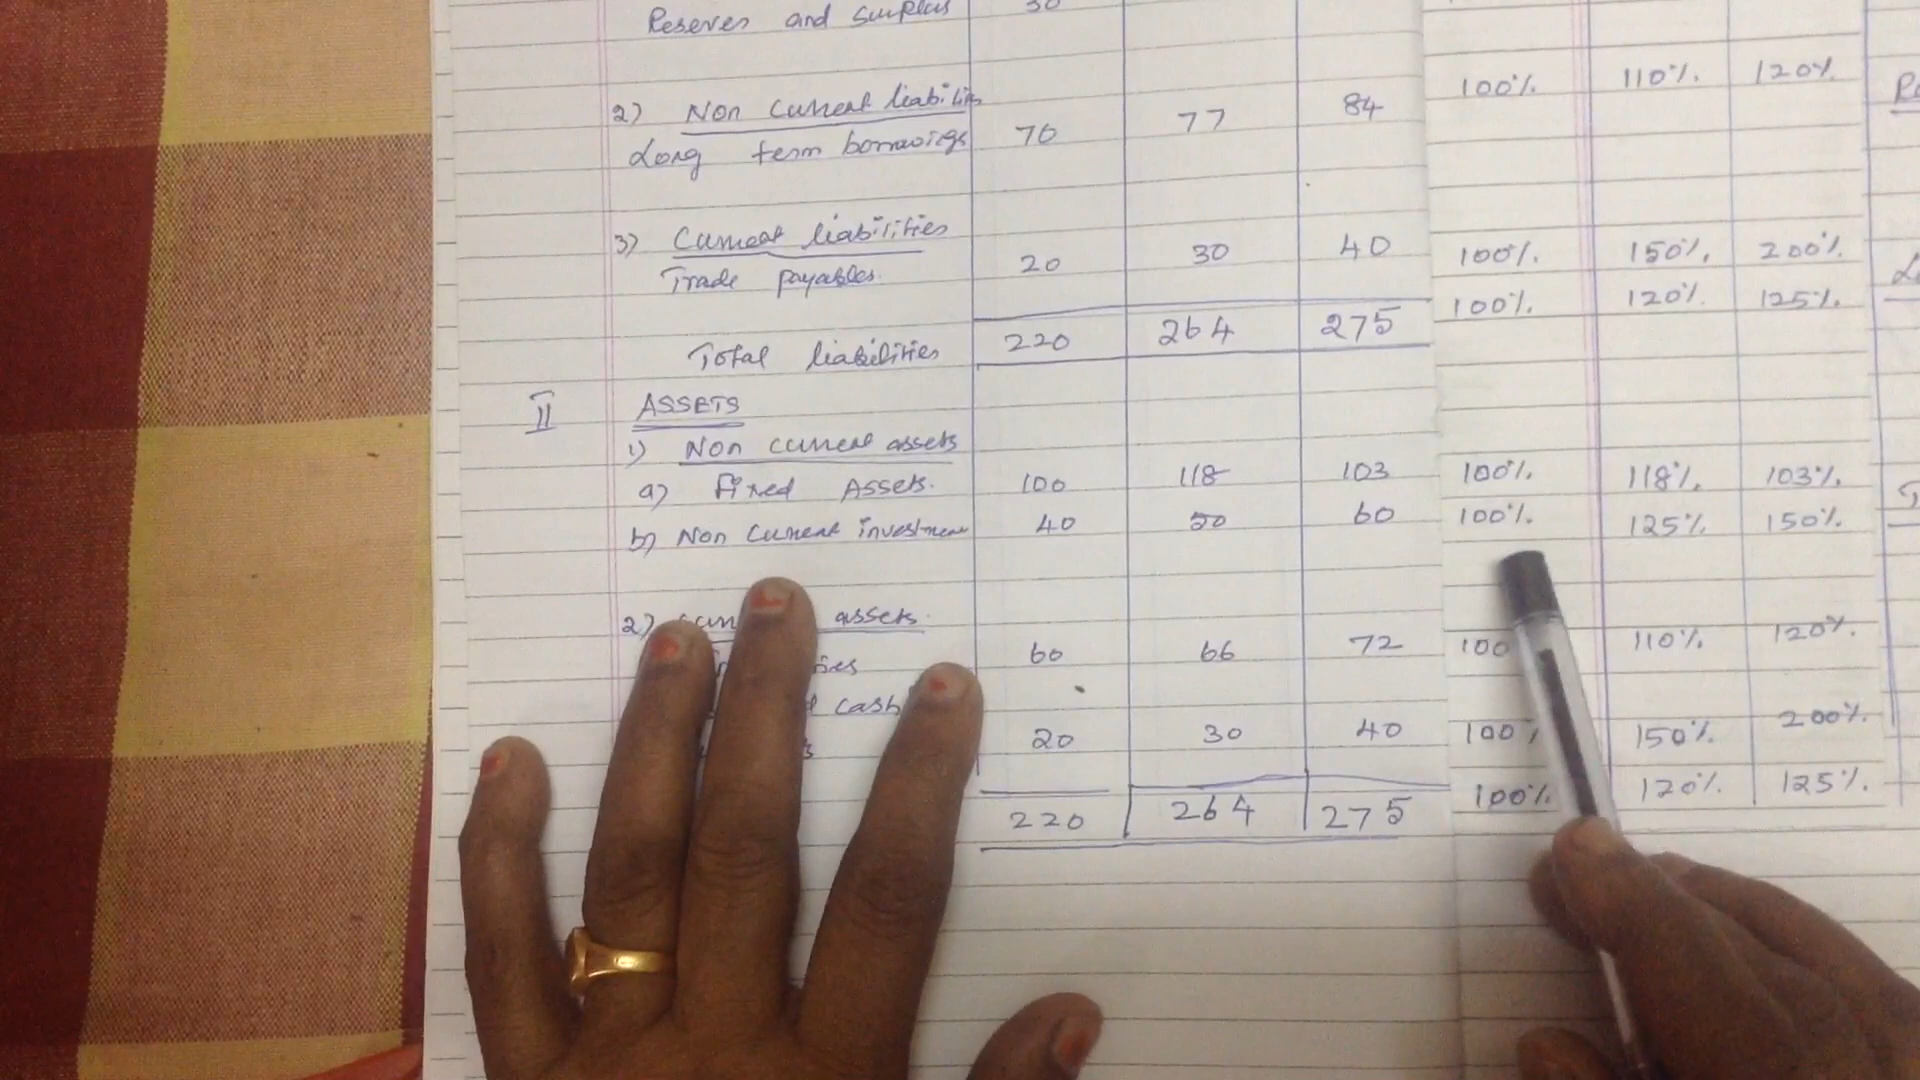 Reserves and surplus 30
2) Non current liabilities
Long term borrowings 70 77 84 100% 110% 120%
3) Current liabilities
Trade payables. 20 30 40 100% 150% 200%
Total liabilities 220 264 275 100% 120% 125%
II ASSETS
1) Non current assets
a) Fixed Assets. 100 118 103 100% 118% 103%
b) Non Current investment 40 50 60 100% 125% 150%
2) assets.
60 66 72 100 110% 120%.
cash
20 30 40 100% 150% 200%
220 264 275 100% 120% 125%